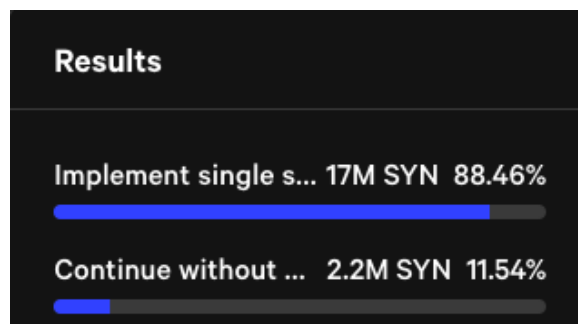 Results
Implement single s... 17M SYN 88.46%
Continue without ... 2.2M SYN 11.54%